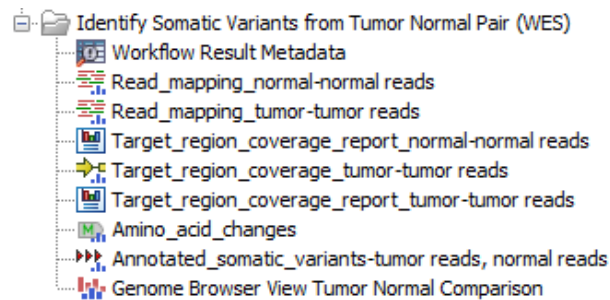 Identify Somatic Variants from Tumor Normal Pair (WES)
Workflow Result Metadata
Read_mapping_normal-normal reads
Read_mapping_tumor-tumor reads
Target_region_coverage_report_normal-normal reads
Target_region_coverage_tumor-tumor reads
Target_region_coverage_report_tumor-tumor reads
Amino_acid_changes
Annotated_somatic_variants-tumor reads, normal reads
Genome Browser View Tumor Normal Comparison